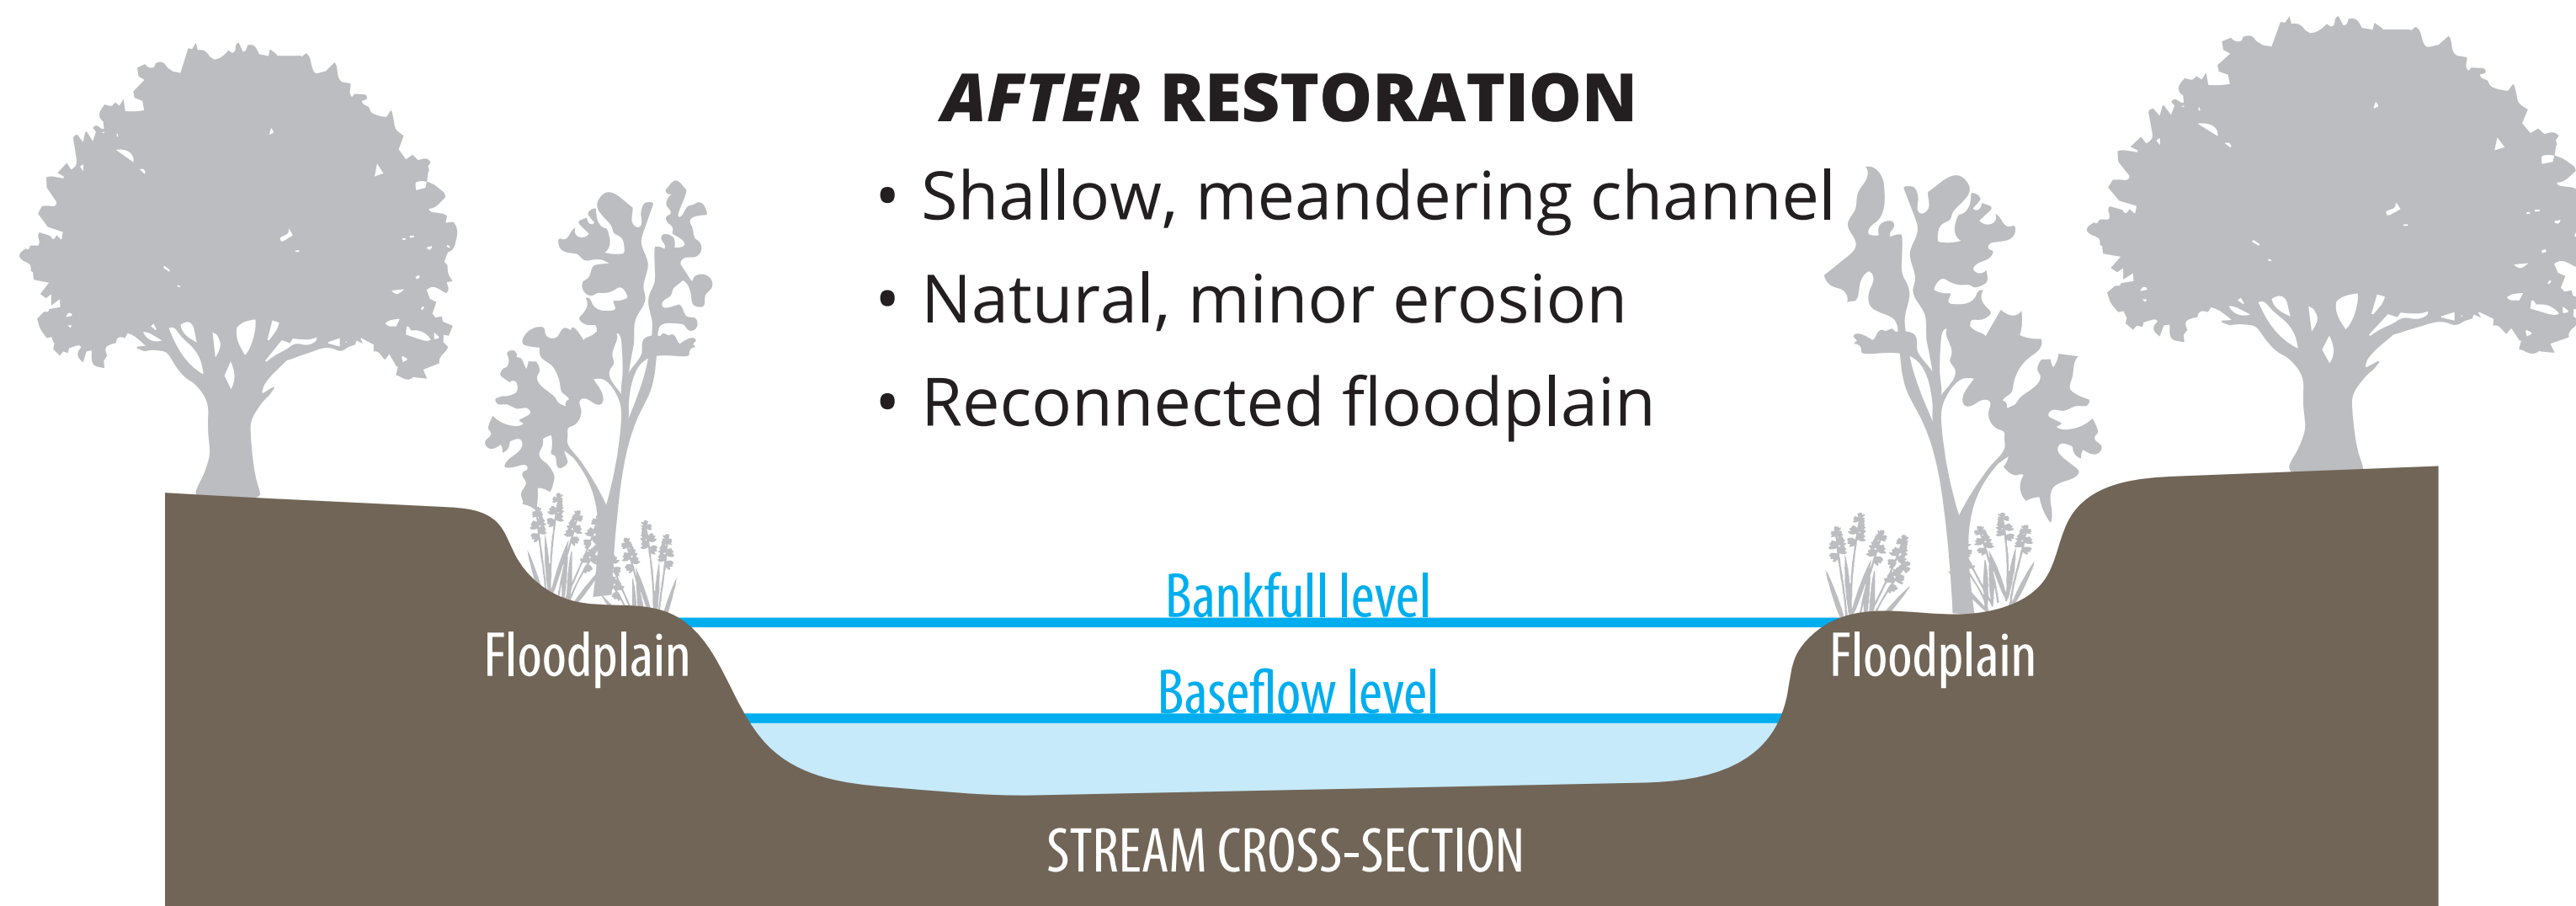 AFTER RESTORATION
• Shallow, meandering channel
• Natural, minor erosion
• Reconnected floodplain
Bankfull level
Floodplain
Floodplain
Baseflow level
STREAM CROSS-SECTION